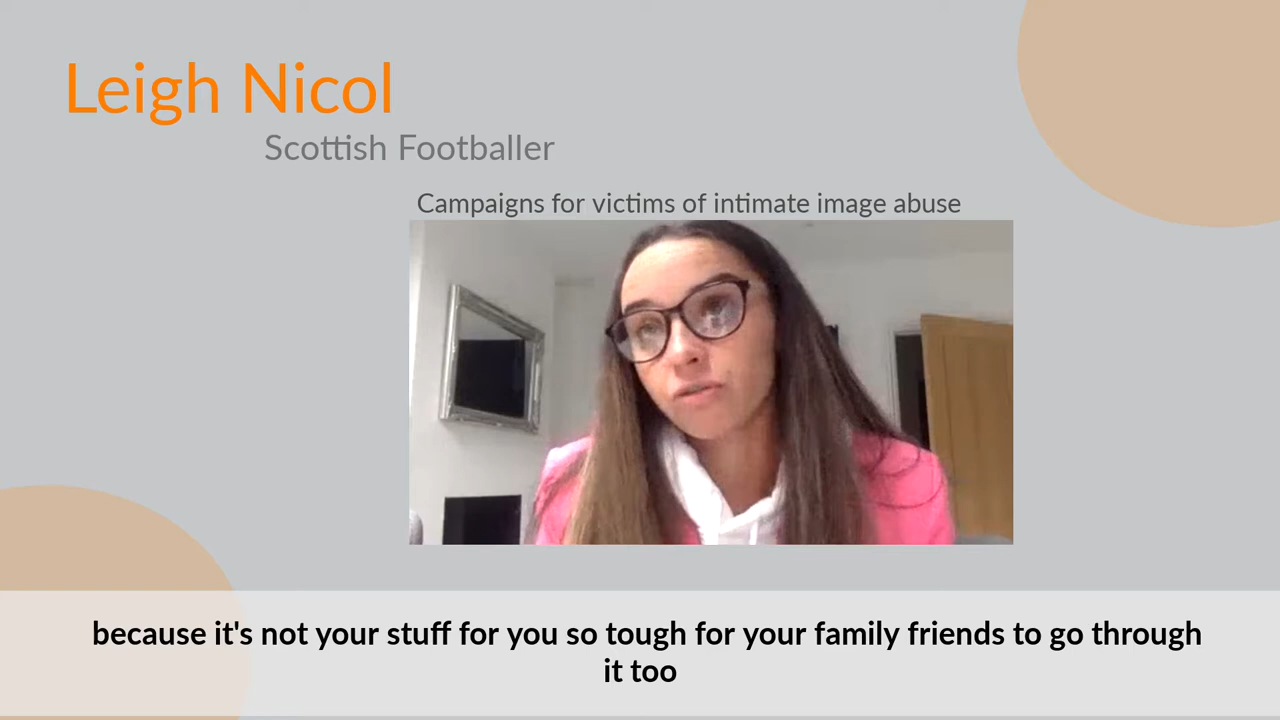 Leigh Nicol
Scottish Footballer
Campaigns for victims of intimate image abuse
because it's not your stuff for you so tough for your family friends to go through
it too